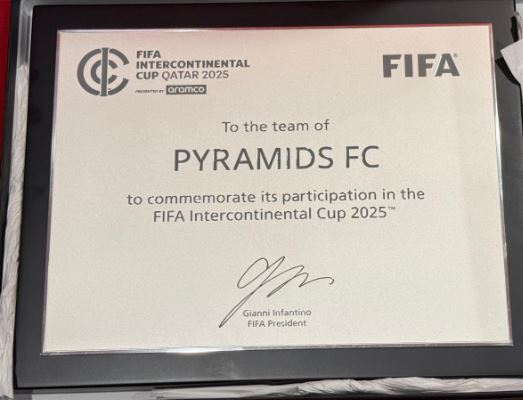 FIFA
INTERCONTINENTAL
CUP QATAR 2025
PRESENTED BY aramco
FIFA®
To the team of
PYRAMIDS FC
to commemorate its participation in the
FIFA Intercontinental Cup 2025™
Gianni Infantino
FIFA President